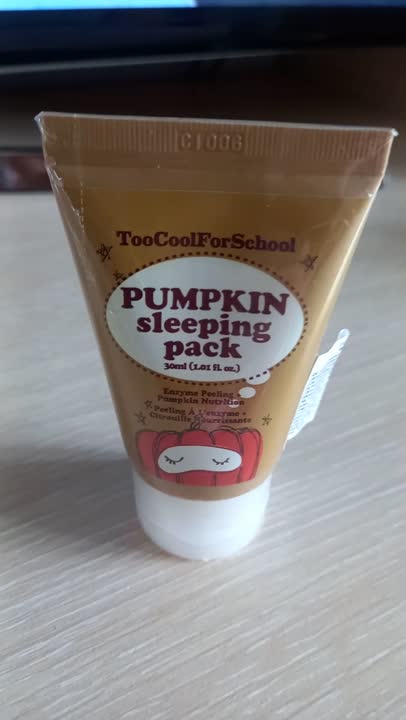 C1006
TooCoolForSchool
PUMPKIN
sleeping
pack
30ml (1.01 fl. oz.)
Enzyme Peeling +
Pumpkin Nutrition
Peeling À L'enzyme +
Citrouille Nourrissante